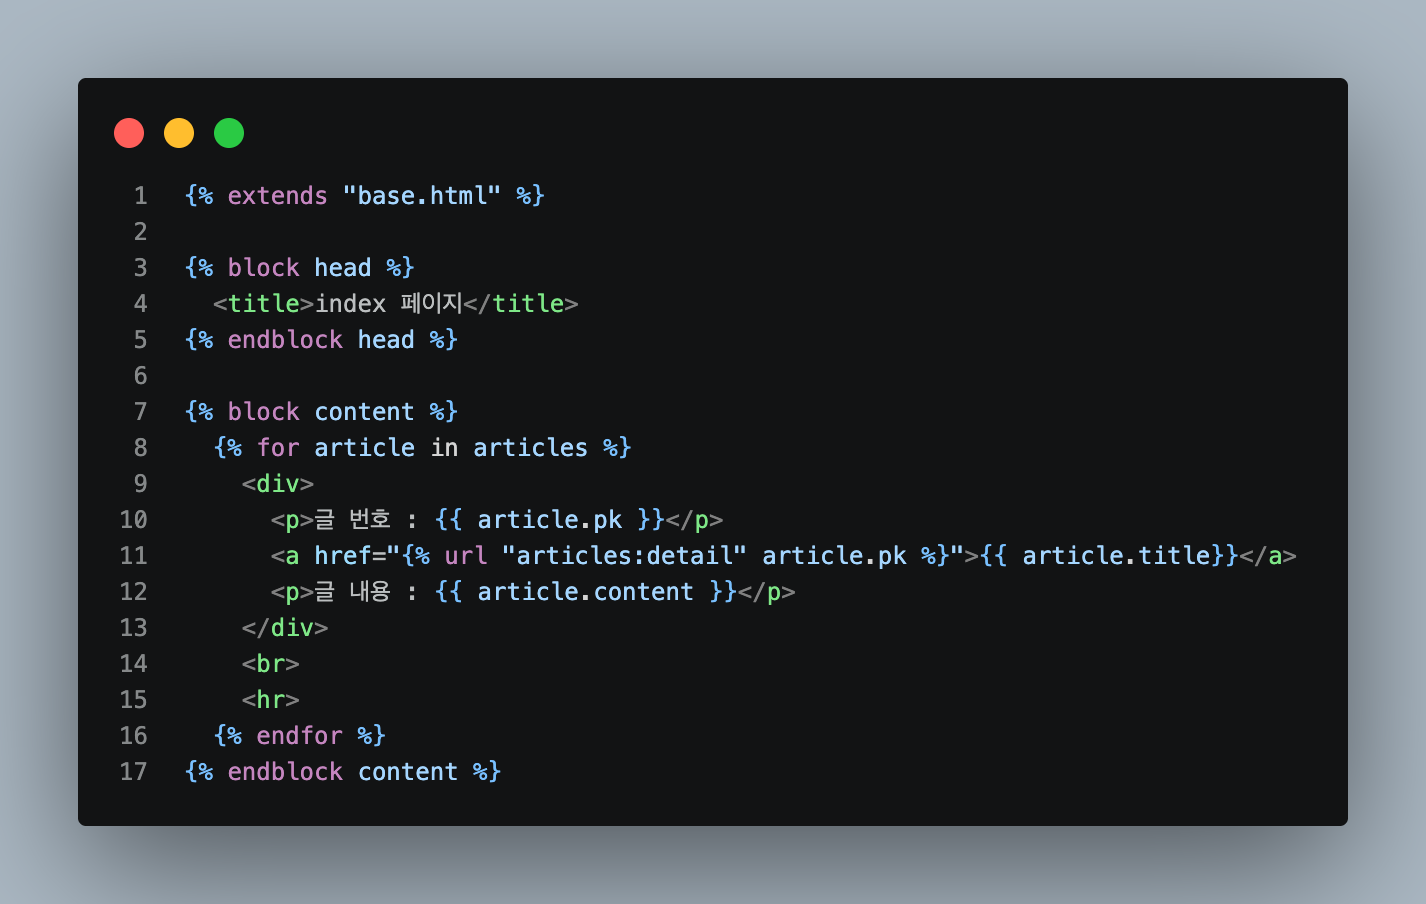 1 {% extends "base.html" %}
2
3 {% block head %}
4   <title>index 페이지</title>
5 {% endblock head %}
6
7 {% block content %}
8   {% for article in articles %}
9     <div>
10       <p>글 번호 : {{ article.pk }}</p>
11       <a href="{% url "articles:detail" article.pk %}">{{ article.title}}</a>
12       <p>글 내용 : {{ article.content }}</p>
13     </div>
14     <br>
15     <hr>
16   {% endfor %}
17 {% endblock content %}